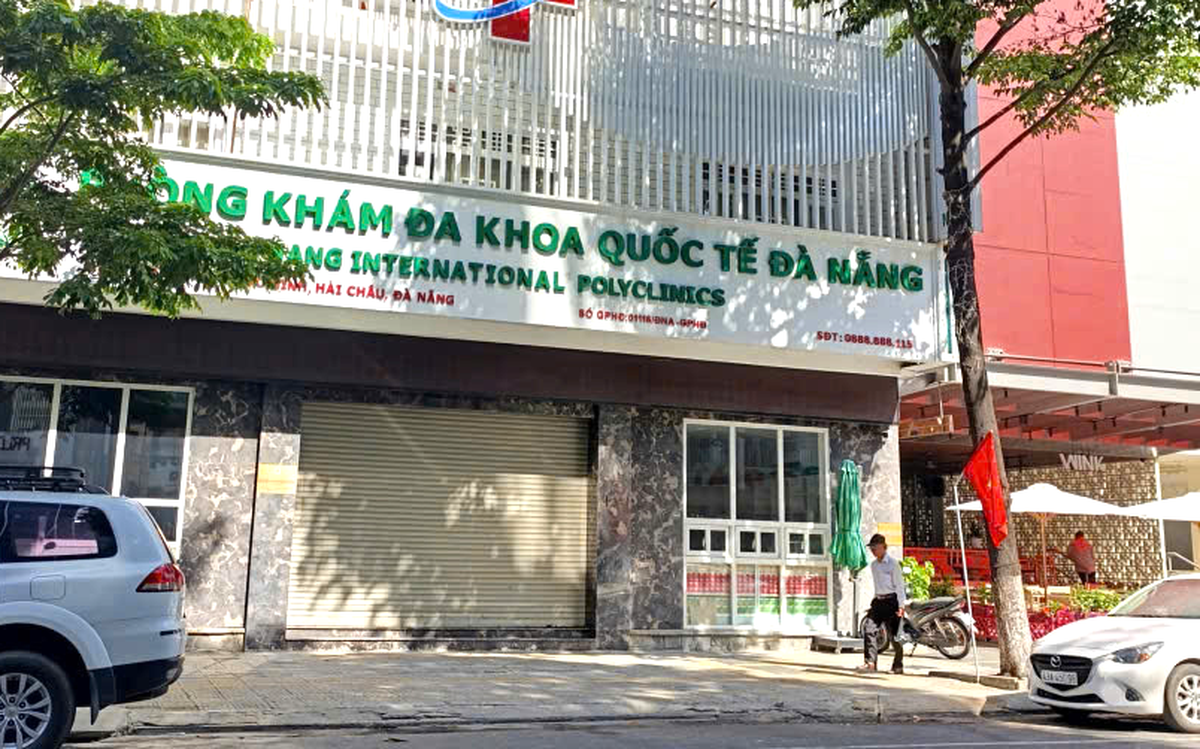 ÒNG KHÁM ĐA KHOA QUỐC TẾ ĐÀ NẴNG
ANG INTERNATIONAL POLYCLINICS
INH, HẢI CHÂU, ĐÀ NẴNG
SỐ GPHĐ:01116/ĐNA-GPHĐ
SĐT: 0888.888.115
WINK